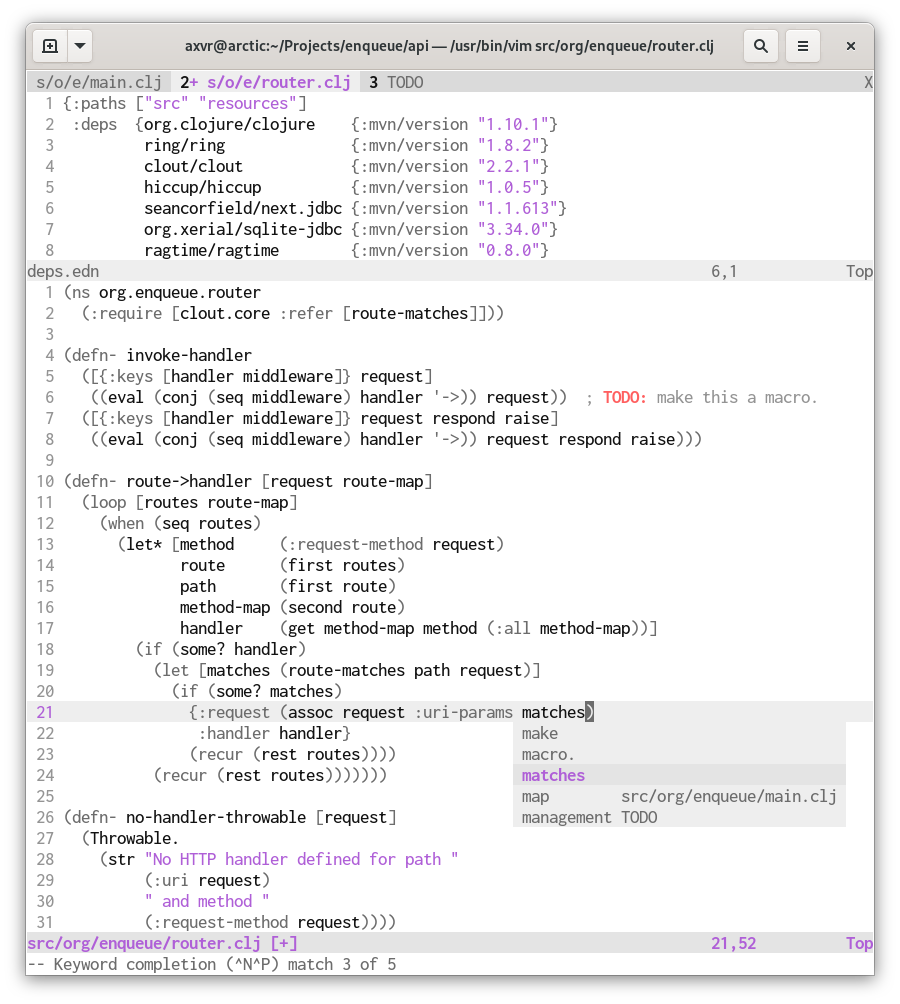 axvr@arctic:~/Projects/enqueue/api — /usr/bin/vim src/org/enqueue/router.clj
s/o/e/main.clj  2+ s/o/e/router.clj  3 TODO X
1 {:paths ["src" "resources"]
2  :deps  {org.clojure/clojure    {:mvn/version "1.10.1"}
3          ring/ring              {:mvn/version "1.8.2"}
4          clout/clout            {:mvn/version "2.2.1"}
5          hiccup/hiccup          {:mvn/version "1.0.5"}
6          seancorfield/next.jdbc {:mvn/version "1.1.613"}
7          org.xerial/sqlite-jdbc {:mvn/version "3.34.0"}
8          ragtime/ragtime        {:mvn/version "0.8.0"}
deps.edn 6,1 Top
1 (ns org.enqueue.router
2   (:require [clout.core :refer [route-matches]]))
3
4 (defn- invoke-handler
5   ([{:keys [handler middleware]} request]
6    ((eval (conj (seq middleware) handler '->)) request))  ; TODO: make this a macro.
7   ([{:keys [handler middleware]} request respond raise]
8    ((eval (conj (seq middleware) handler '->)) request respond raise)))
9
10 (defn- route->handler [request route-map]
11   (loop [routes route-map]
12     (when (seq routes)
13       (let* [method     (:request-method request)
14              route      (first routes)
15              path       (first route)
16              method-map (second route)
17              handler    (get method-map method (:all method-map))]
18         (if (some? handler)
19           (let [matches (route-matches path request)]
20             (if (some? matches)
21               {:request (assoc request :uri-params matches)
22                :handler handler} make
23               (recur (rest routes)))) macro.
24           (recur (rest routes))))))) matches
25 map src/org/enqueue/main.clj
26 (defn- no-handler-throwable [request] management TODO
27   (Throwable.
28     (str "No HTTP handler defined for path "
29          (:uri request)
30          " and method "
31          (:request-method request))))
src/org/enqueue/router.clj [+] 21,52 Top
-- Keyword completion (^N^P) match 3 of 5